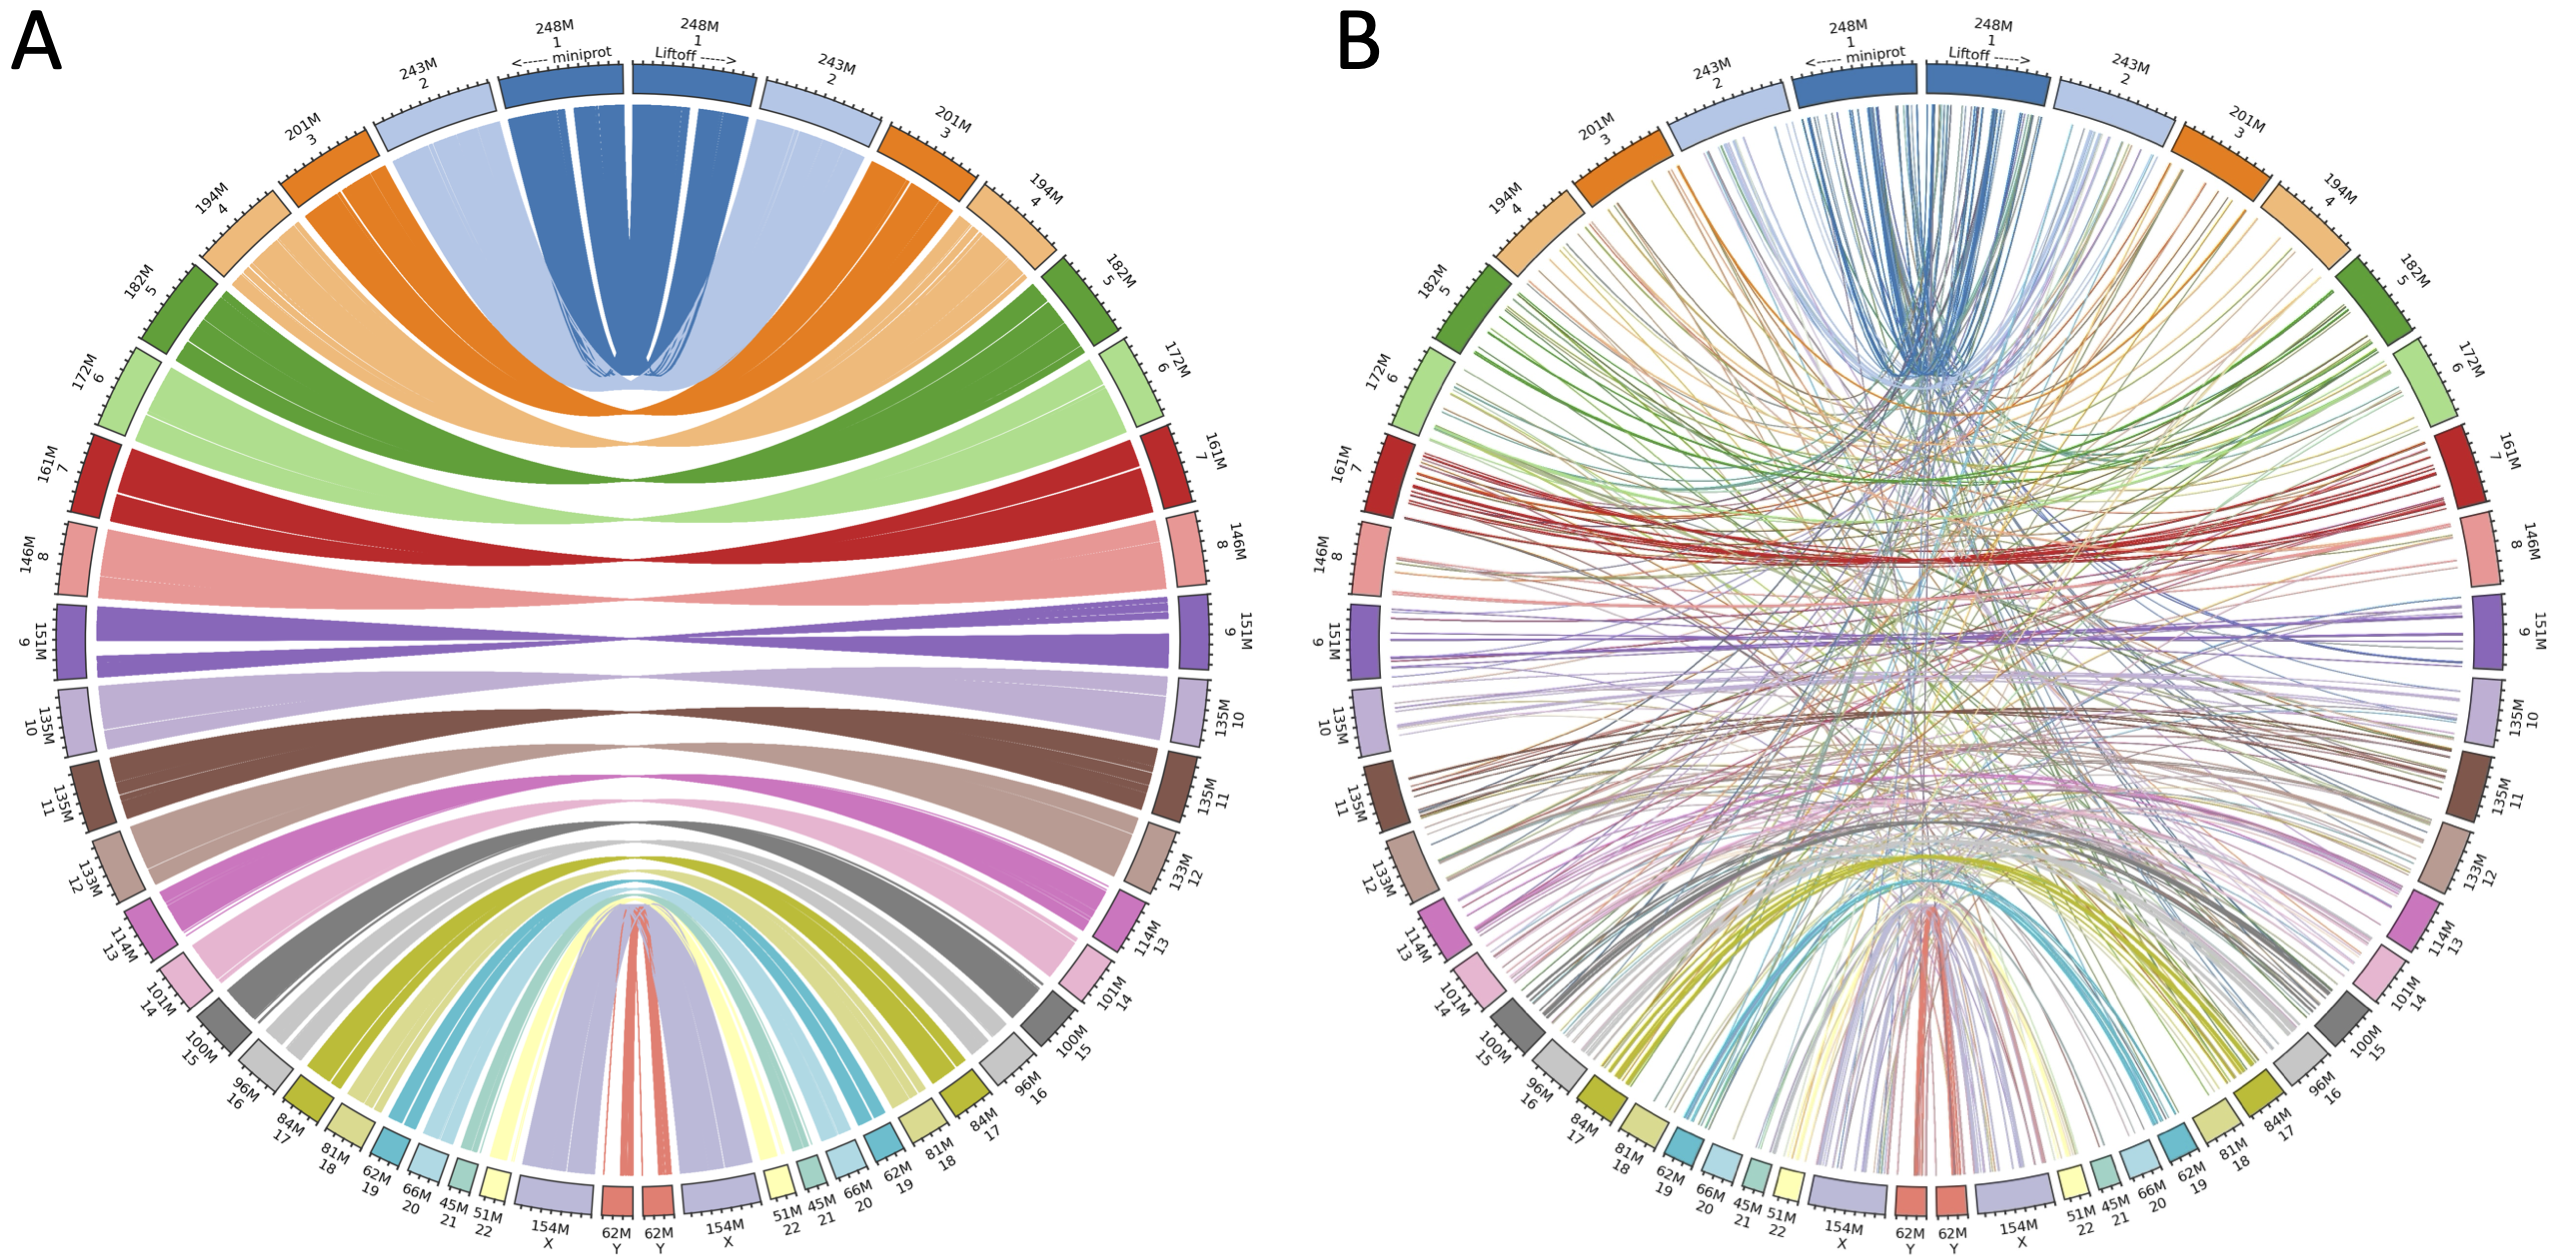 A
248M
1
<----- miniprot
248M
1
Liftoff ----->
243M
2
201M
3
194M
4
182M
5
172M
6
161M
7
146M
8
151M
9
135M
10
135M
11
133M
12
114M
13
101M
14
100M
15
96M
16
84M
17
81M
18
62M
19
66M
20
45M
21
51M
22
154M
X
62M
Y
62M
Y
154M
X
51M
22
45M
21
66M
20
62M
19
81M
18
84M
17
96M
16
100M
15
101M
14
114M
13
133M
12
135M
11
135M
10
151M
9
146M
8
161M
7
172M
6
182M
5
194M
4
201M
3
243M
2
B
248M
1
<----- miniprot
248M
1
Liftoff ----->
243M
2
201M
3
194M
4
182M
5
172M
6
161M
7
146M
8
151M
9
135M
10
135M
11
133M
12
114M
13
101M
14
100M
15
96M
16
84M
17
81M
18
62M
19
66M
20
45M
21
51M
22
154M
X
62M
Y
62M
Y
154M
X
51M
22
45M
21
66M
20
62M
19
81M
18
84M
17
96M
16
100M
15
101M
14
114M
13
133M
12
135M
11
135M
10
151M
9
146M
8
161M
7
172M
6
182M
5
194M
4
201M
3
243M
2